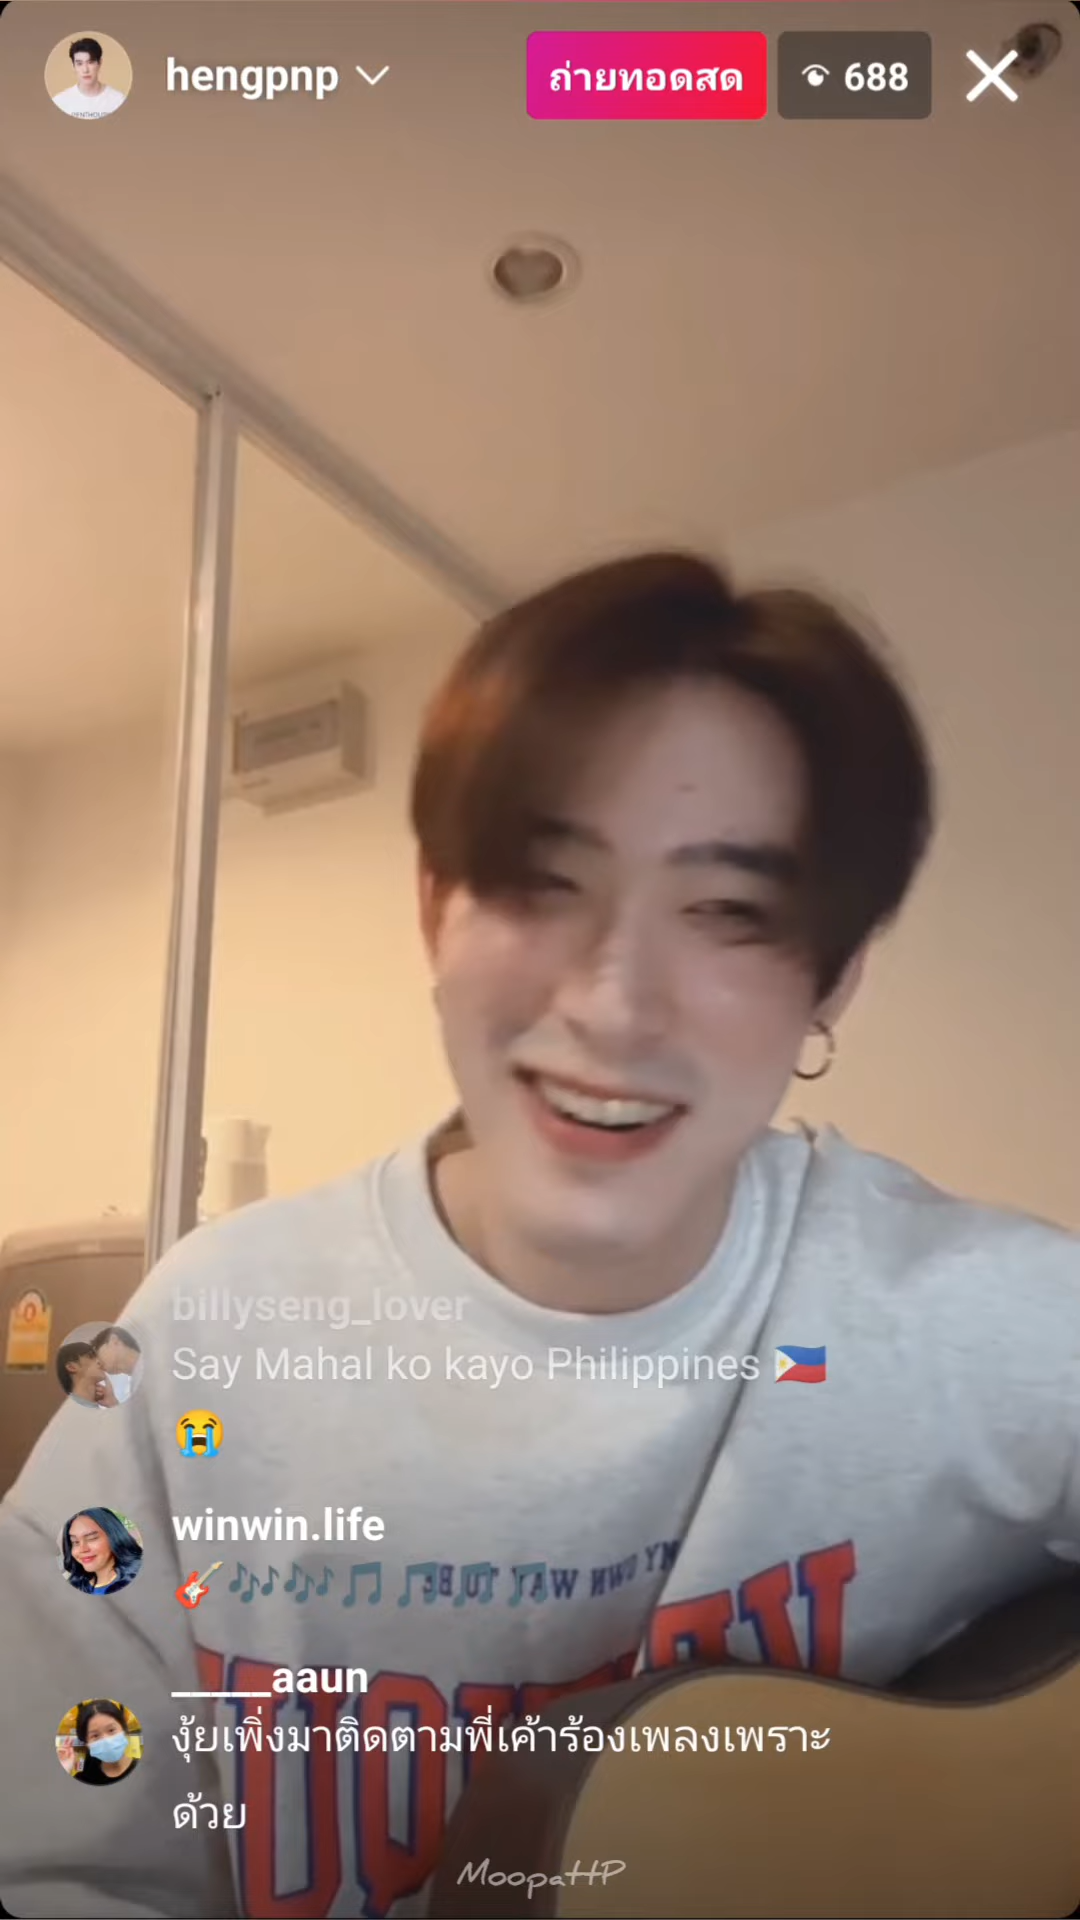 hengpnp
ถ่ายทอดสด
688
billyseng_lover
Say Mahal ko kayo Philippines 🇵🇭
😭
winwin.life
🎸🎶🎶🎵🎵🎵🎵
_____aaun
งุ้ยเพิ่งมาติดตามพี่เค้าร้องเพลงเพราะ
ด้วย
MoopaHP